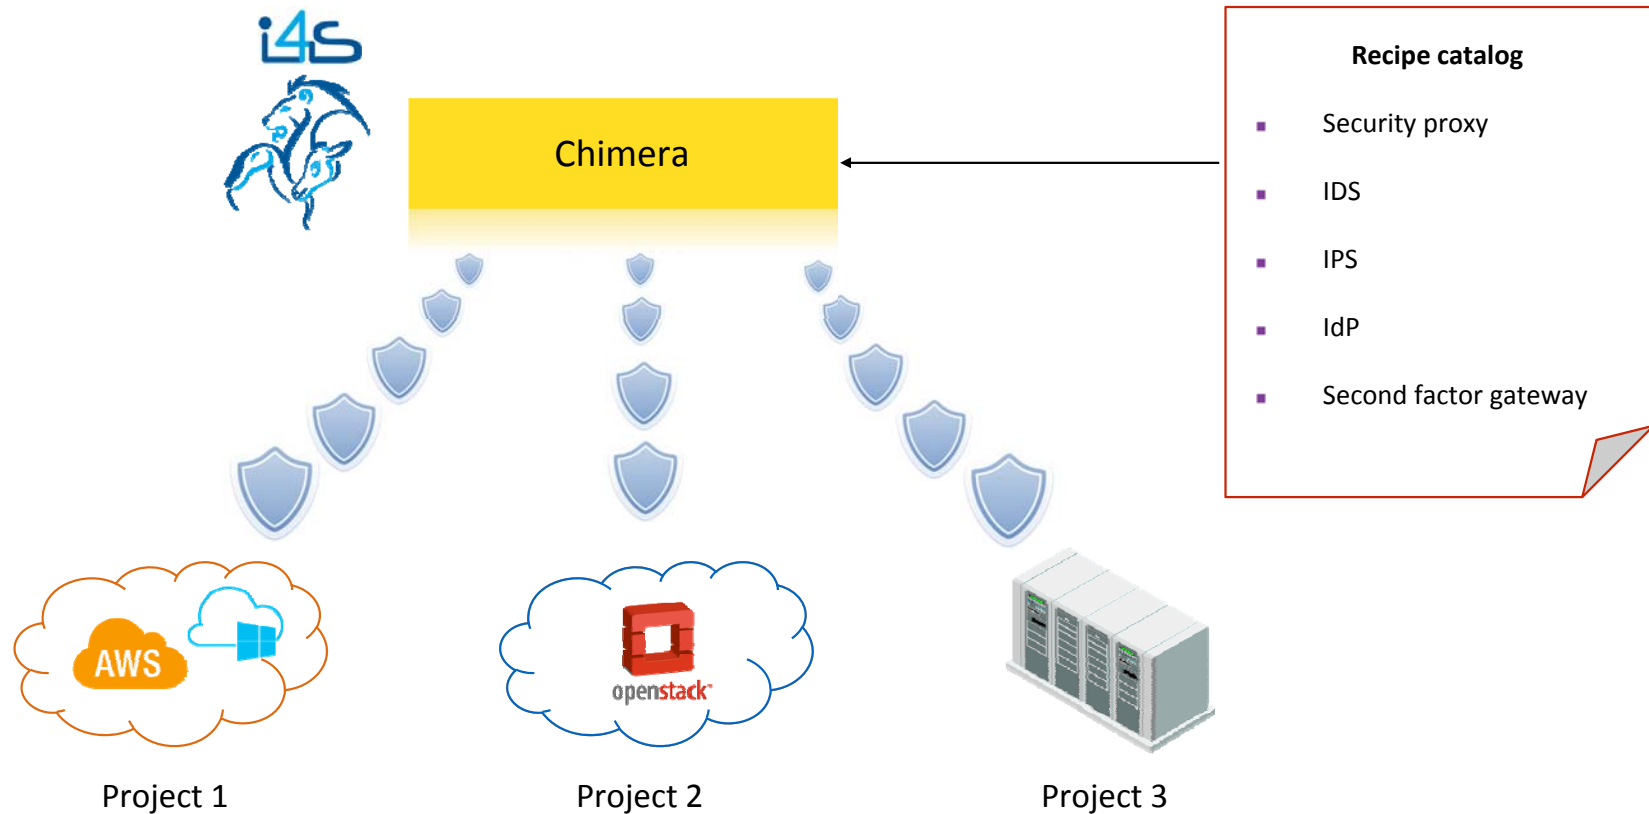 i4S
Chimera
Recipe catalog
Security proxy
IDS
IPS
IdP
Second factor gateway
AWS
openstack
Project 1
Project 2
Project 3